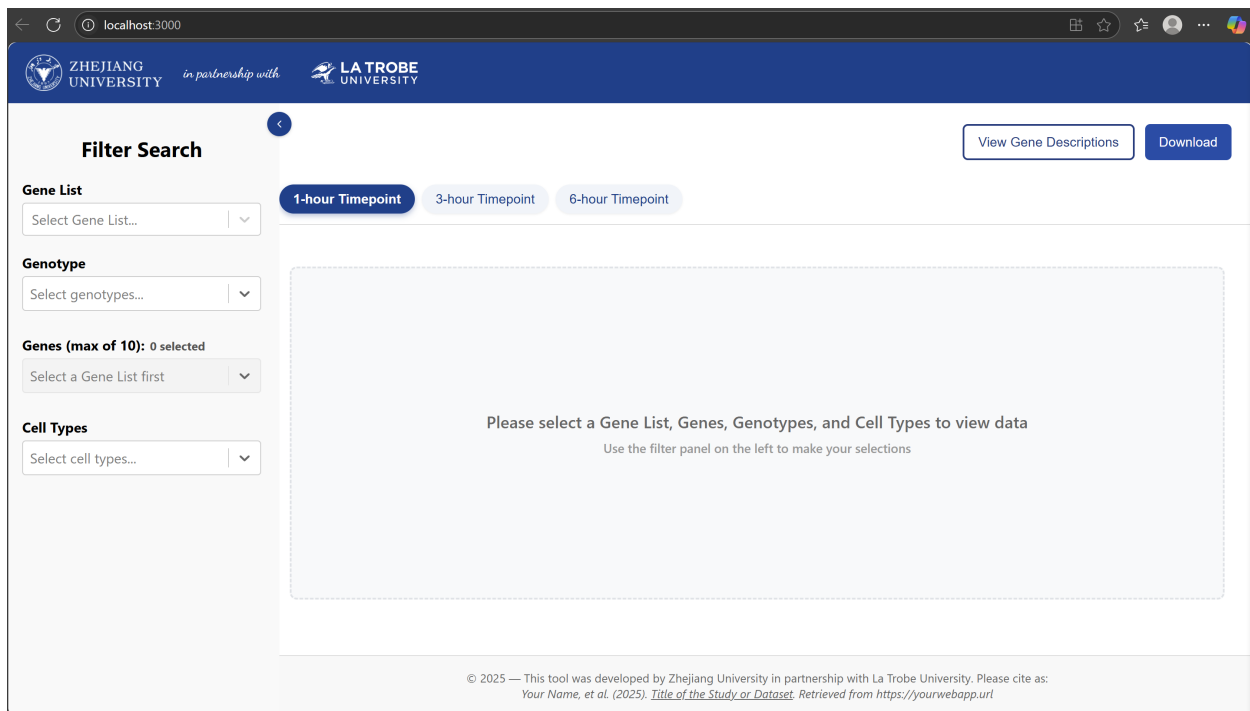 localhost:3000
ZHEJIANG
UNIVERSITY
in partnership with
LA TROBE
UNIVERSITY
Filter Search
View Gene Descriptions
Download
Gene List
Select Gene List...
1-hour Timepoint
3-hour Timepoint
6-hour Timepoint
Genotype
Select genotypes...
Genes (max of 10): 0 selected
Select a Gene List first
Cell Types
Select cell types...
Please select a Gene List, Genes, Genotypes, and Cell Types to view data
Use the filter panel on the left to make your selections
© 2025 — This tool was developed by Zhejiang University in partnership with La Trobe University. Please cite as:
Your Name, et al. (2025). Title of the Study or Dataset. Retrieved from https://yourwebapp.url